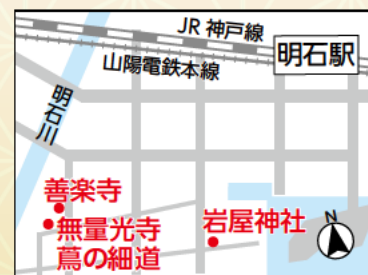 JR 神戸線
明石駅
山陽電鉄本線
明石川
善楽寺
無量光寺
蔦の細道
岩屋神社
N